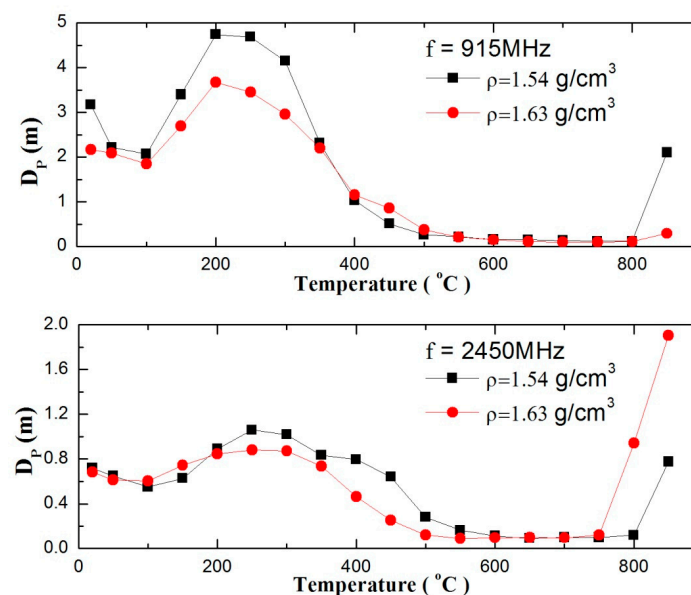 5
4
3
2
1
0
D_P (m)
f = 915MHz
ρ=1.54 g/cm³
ρ=1.63 g/cm³
0 200 400 600 800
Temperature ( °C)
2.0
1.6
1.2
0.8
0.4
0.0
D_P (m)
f = 2450MHz
ρ=1.54 g/cm³
ρ=1.63 g/cm³
0 200 400 600 800
Temperature ( °C)